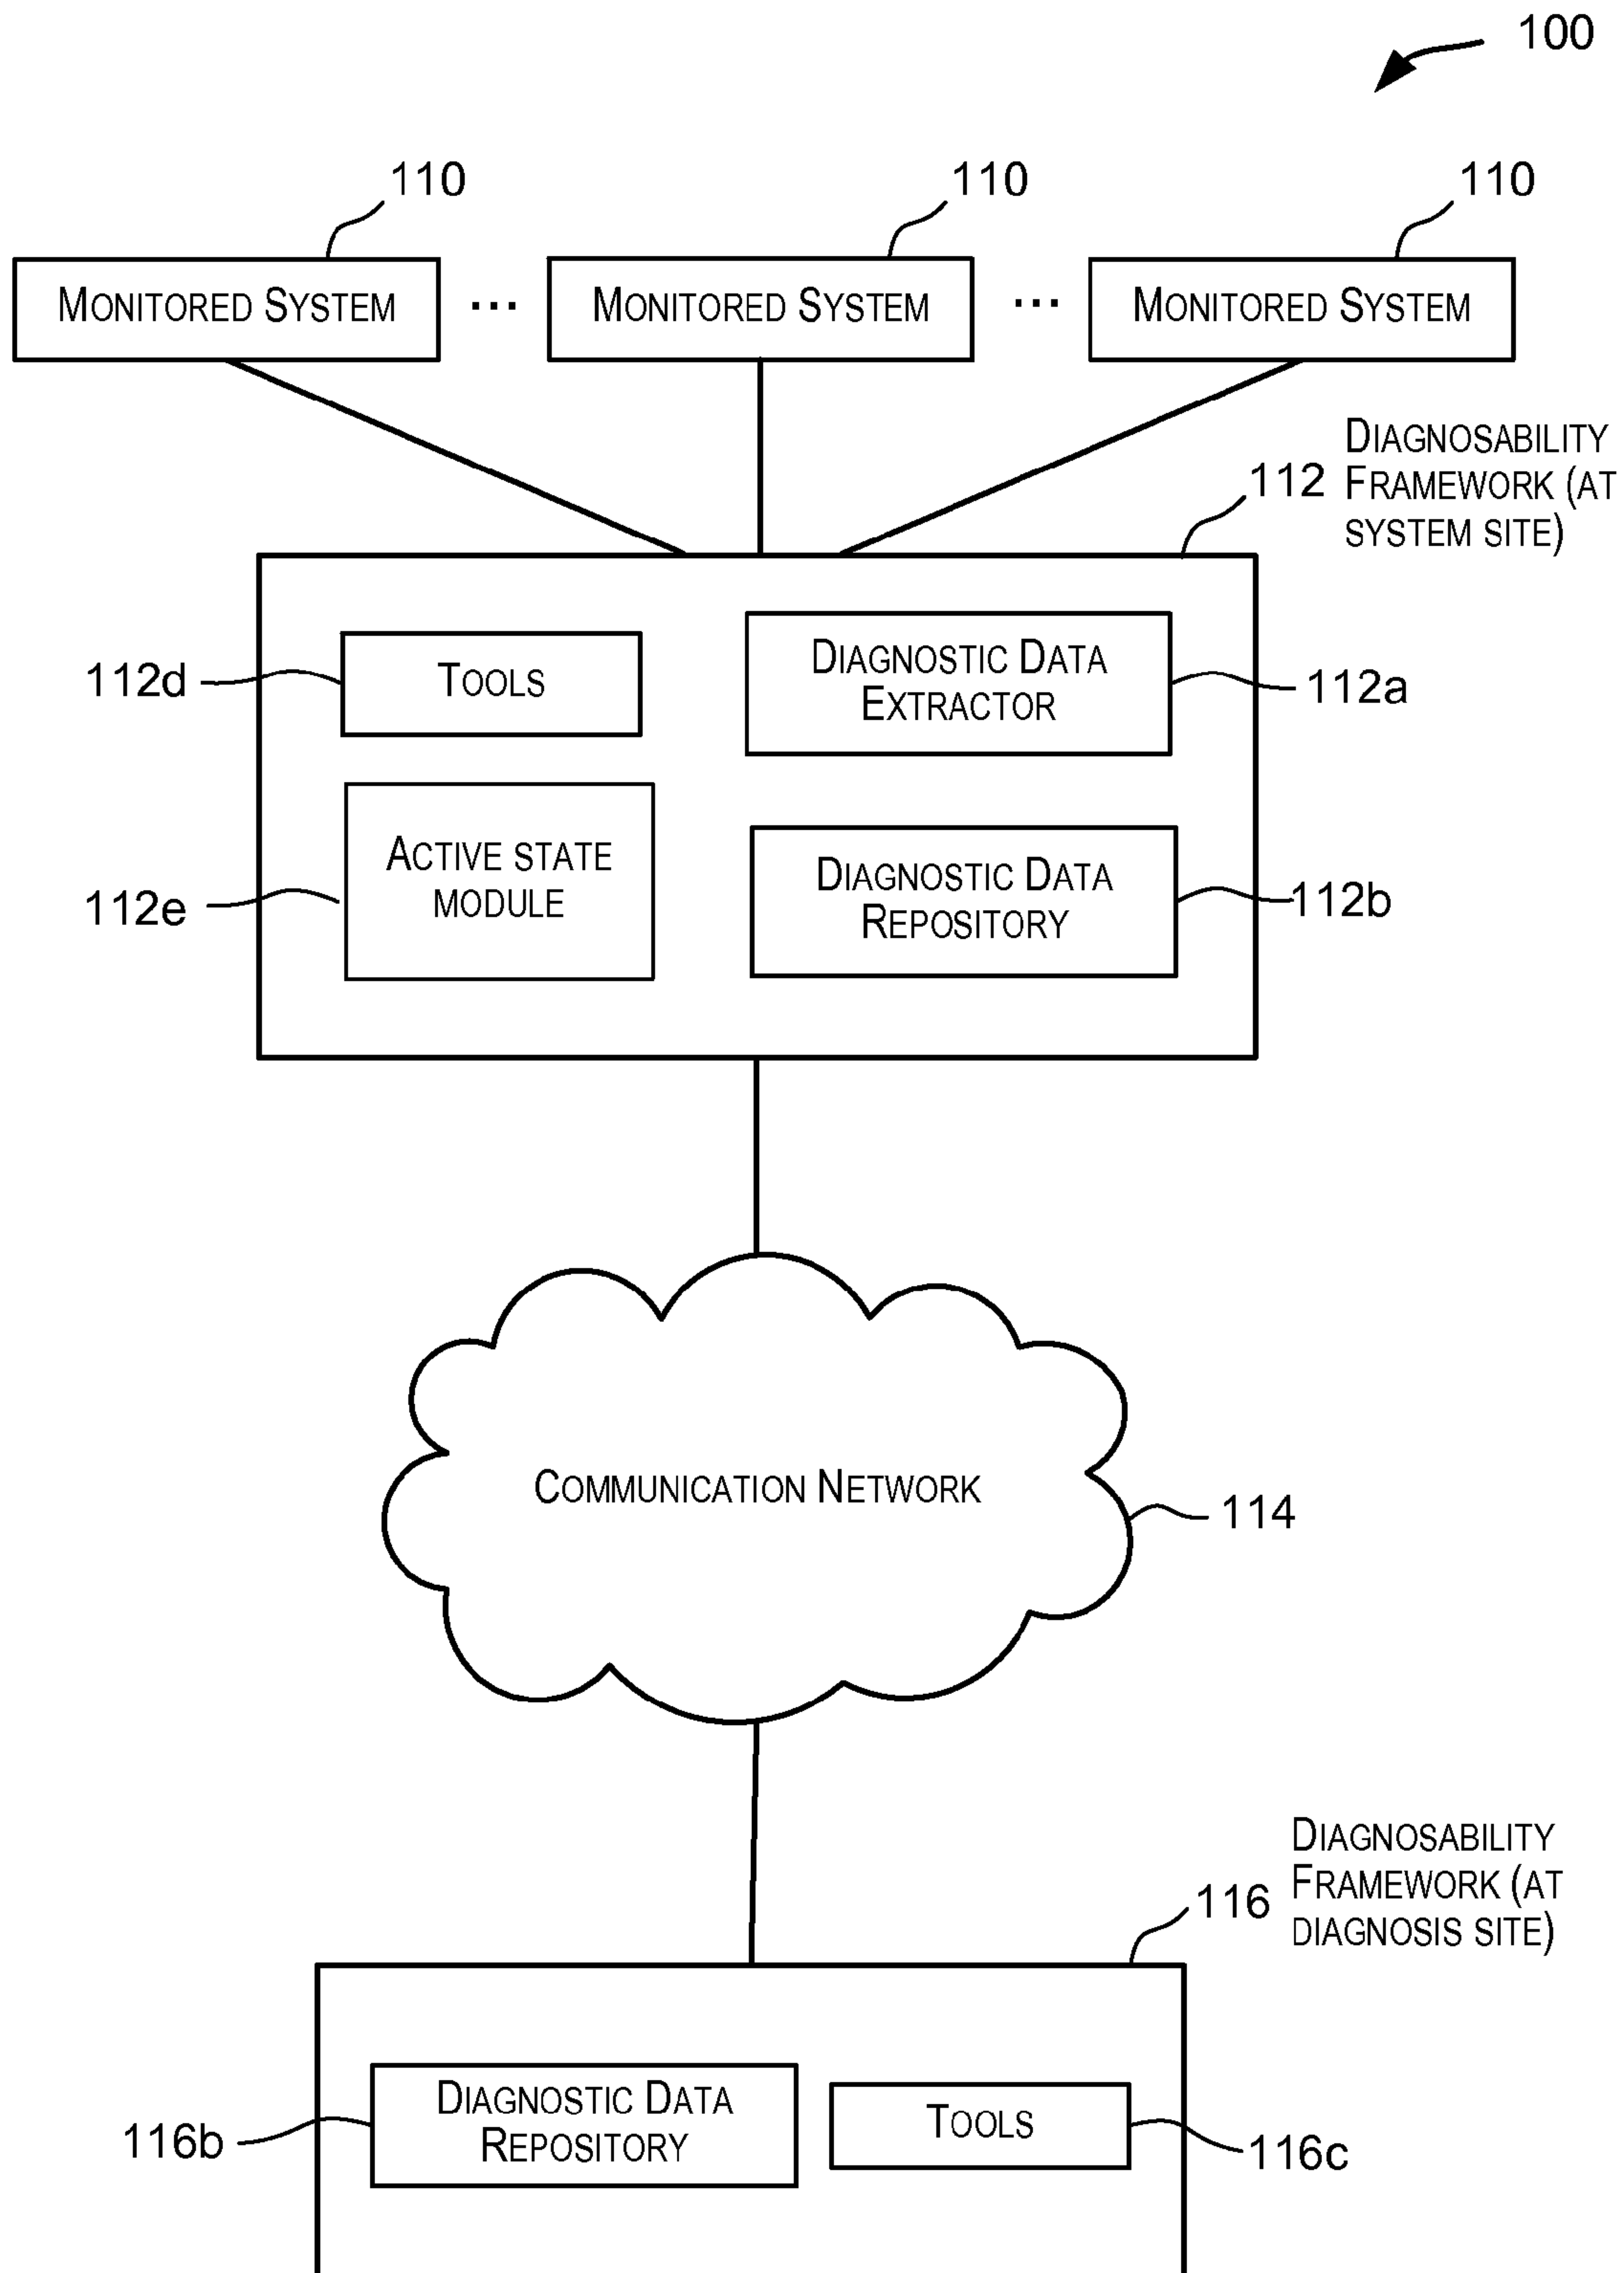 100
110
110
110
MONITORED SYSTEM
...
MONITORED SYSTEM
...
MONITORED SYSTEM
112
DIAGNOSABILITY
FRAMEWORK (AT
SYSTEM SITE)
112d
TOOLS
DIAGNOSTIC DATA
EXTRACTOR
112a
112e
ACTIVE STATE
MODULE
DIAGNOSTIC DATA
REPOSITORY
112b
COMMUNICATION NETWORK
114
116
DIAGNOSABILITY
FRAMEWORK (AT
DIAGNOSIS SITE)
116b
DIAGNOSTIC DATA
REPOSITORY
TOOLS
116c